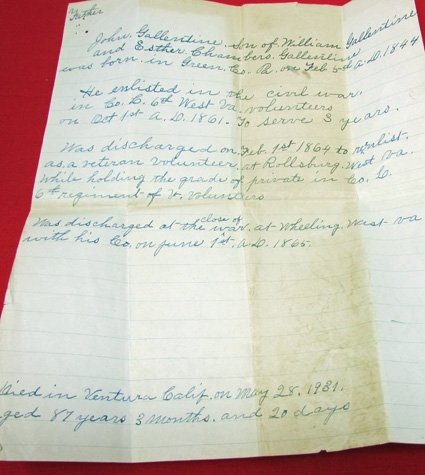 Father
John, Gallentine Son of William Gallentine
and Esther Chambers. Gallentine
was born in Green, Co, Pa. on Feb 5th A.D. 1844
He enlisted in the civil war.
in Co. C. 6th West Va. volunteers
on Oct 1st A. D. 1861. To serve 3 years.
Was discharged on Feb. 1st 1864 to reenlist.
as, a veteran volunteer, at Rollsburg, West Va.
While holding the grade of private in Co. C.
6th regiment of V. Volunteers
Was discharged at the close of war. at Wheeling, West Va
with his Co. on June 1st. A.D. 1865.
Died in Ventura Calif. on May 28, 1931.
aged 87 years 3 months. and 20 days